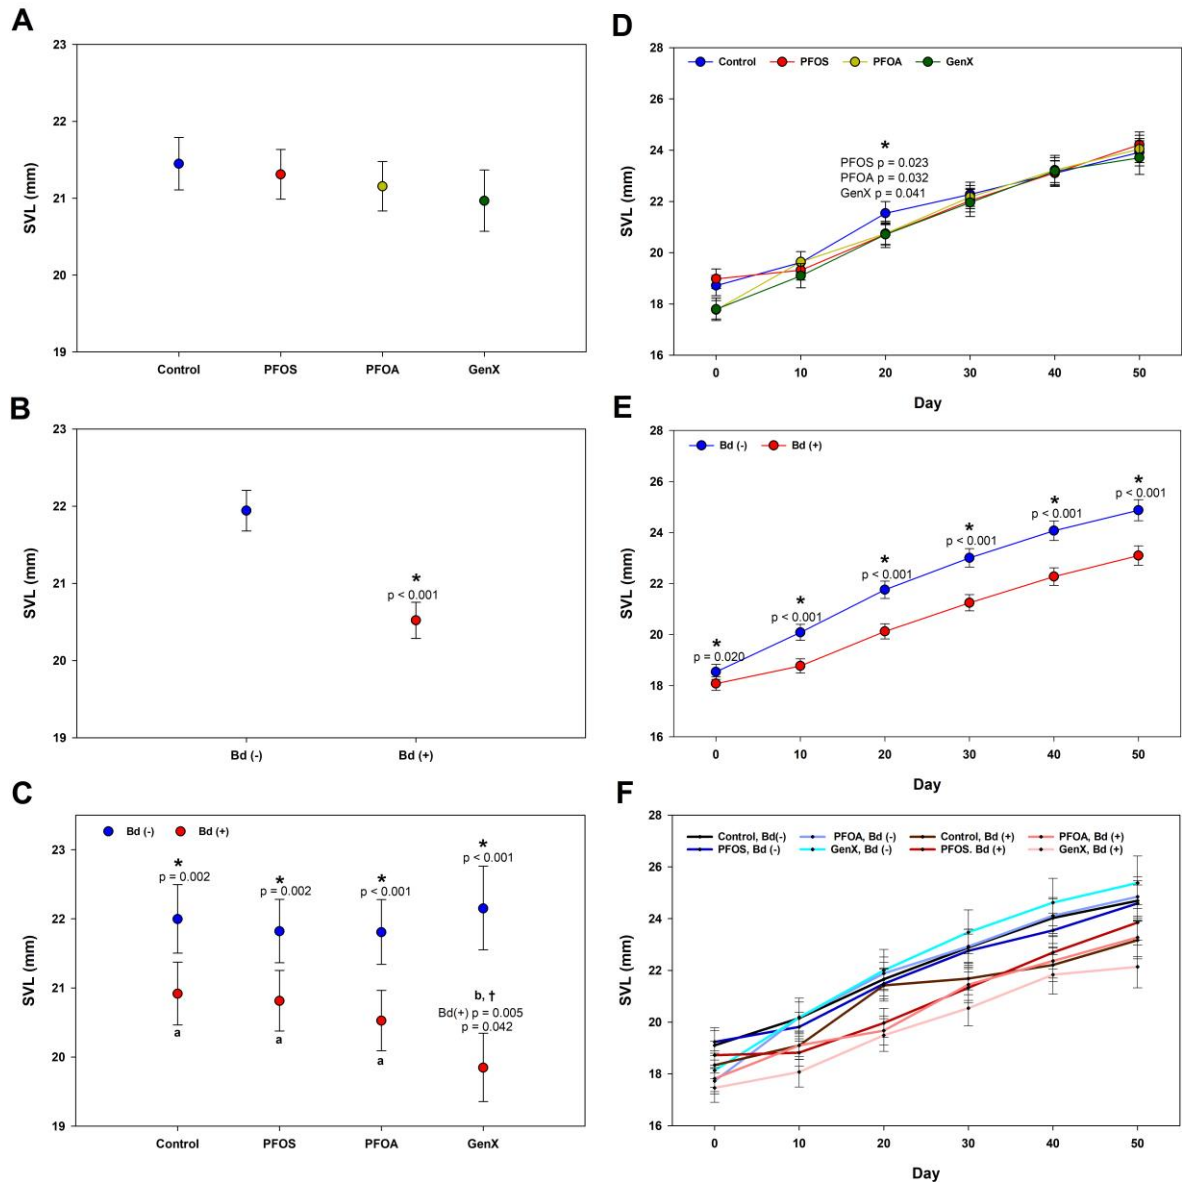 A
23
22
21
20
19
SVL (mm)
Control PFOS PFOA GenX
B
23
22
21
20
19
SVL (mm)
*
p < 0.001
Bd (-) Bd (+)
C
Bd (-) Bd (+)
23
22
21
20
19
SVL (mm)
*
p = 0.002
*
p = 0.002
*
p < 0.001
*
p < 0.001
a
a
a
b, †
Bd(+) p = 0.005
p = 0.042
Control PFOS PFOA GenX
D
Control PFOS PFOA GenX
28
26
24
22
20
18
16
SVL (mm)
*
PFOS p = 0.023
PFOA p = 0.032
GenX p = 0.041
0 10 20 30 40 50
Day
E
Bd (-) Bd (+)
28
26
24
22
20
18
16
SVL (mm)
*
p = 0.020
*
p < 0.001
*
p < 0.001
*
p < 0.001
*
p < 0.001
*
p < 0.001
0 10 20 30 40 50
Day
F
Control, Bd(-) PFOA, Bd (-) Control, Bd (+) PFOA, Bd (+)
PFOS, Bd (-) GenX, Bd (-) PFOS. Bd (+) GenX, Bd (+)
28
26
24
22
20
18
16
SVL (mm)
0 10 20 30 40 50
Day